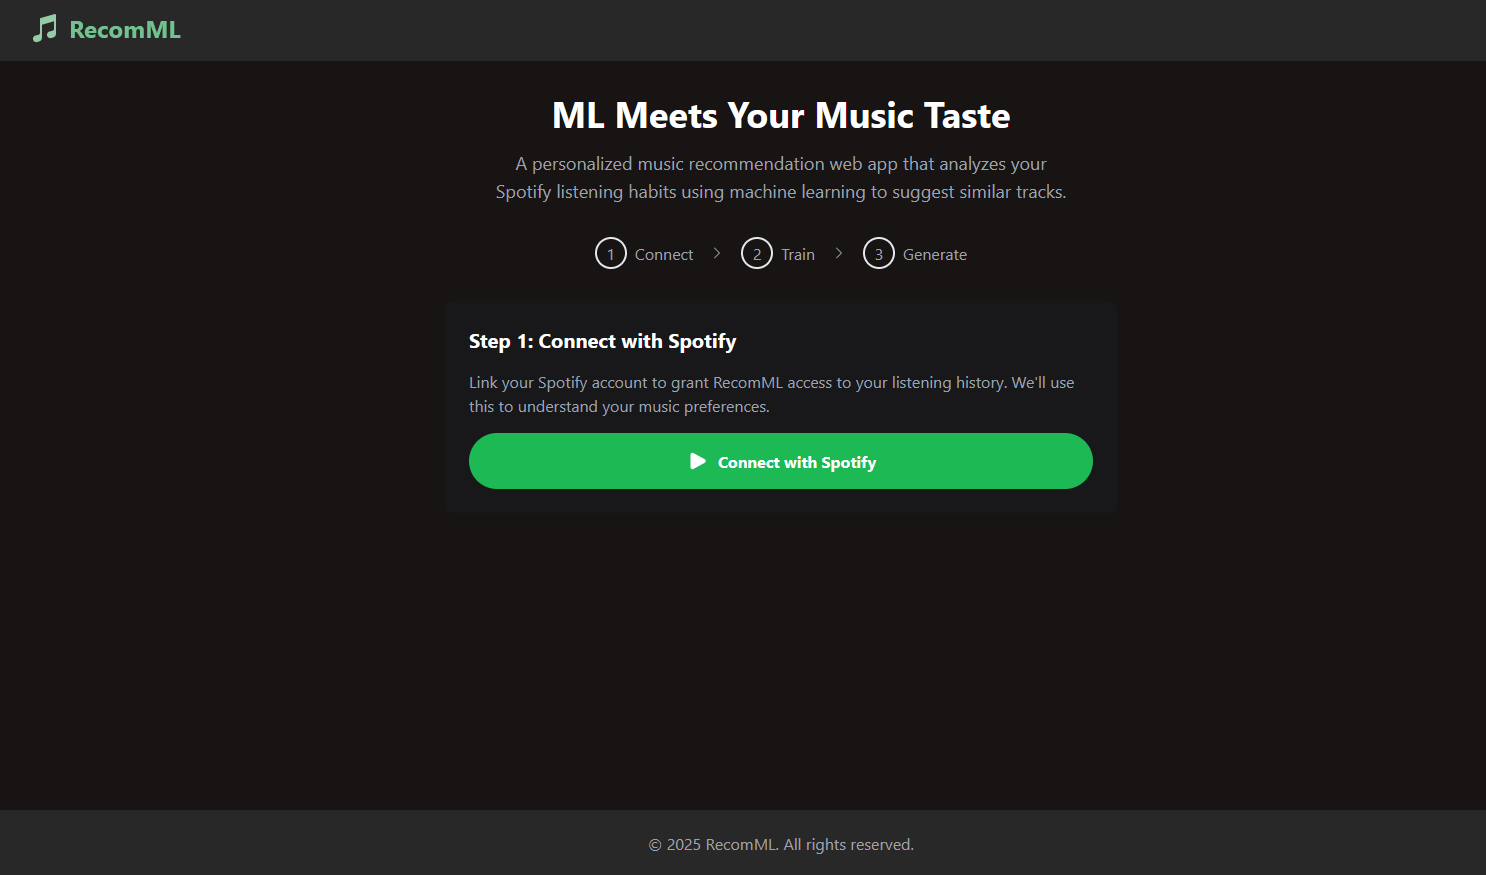 RecomML
ML Meets Your Music Taste
A personalized music recommendation web app that analyzes your
Spotify listening habits using machine learning to suggest similar tracks.
1 Connect > 2 Train > 3 Generate
Step 1: Connect with Spotify
Link your Spotify account to grant RecomML access to your listening history. We'll use
this to understand your music preferences.
Connect with Spotify
© 2025 RecomML. All rights reserved.